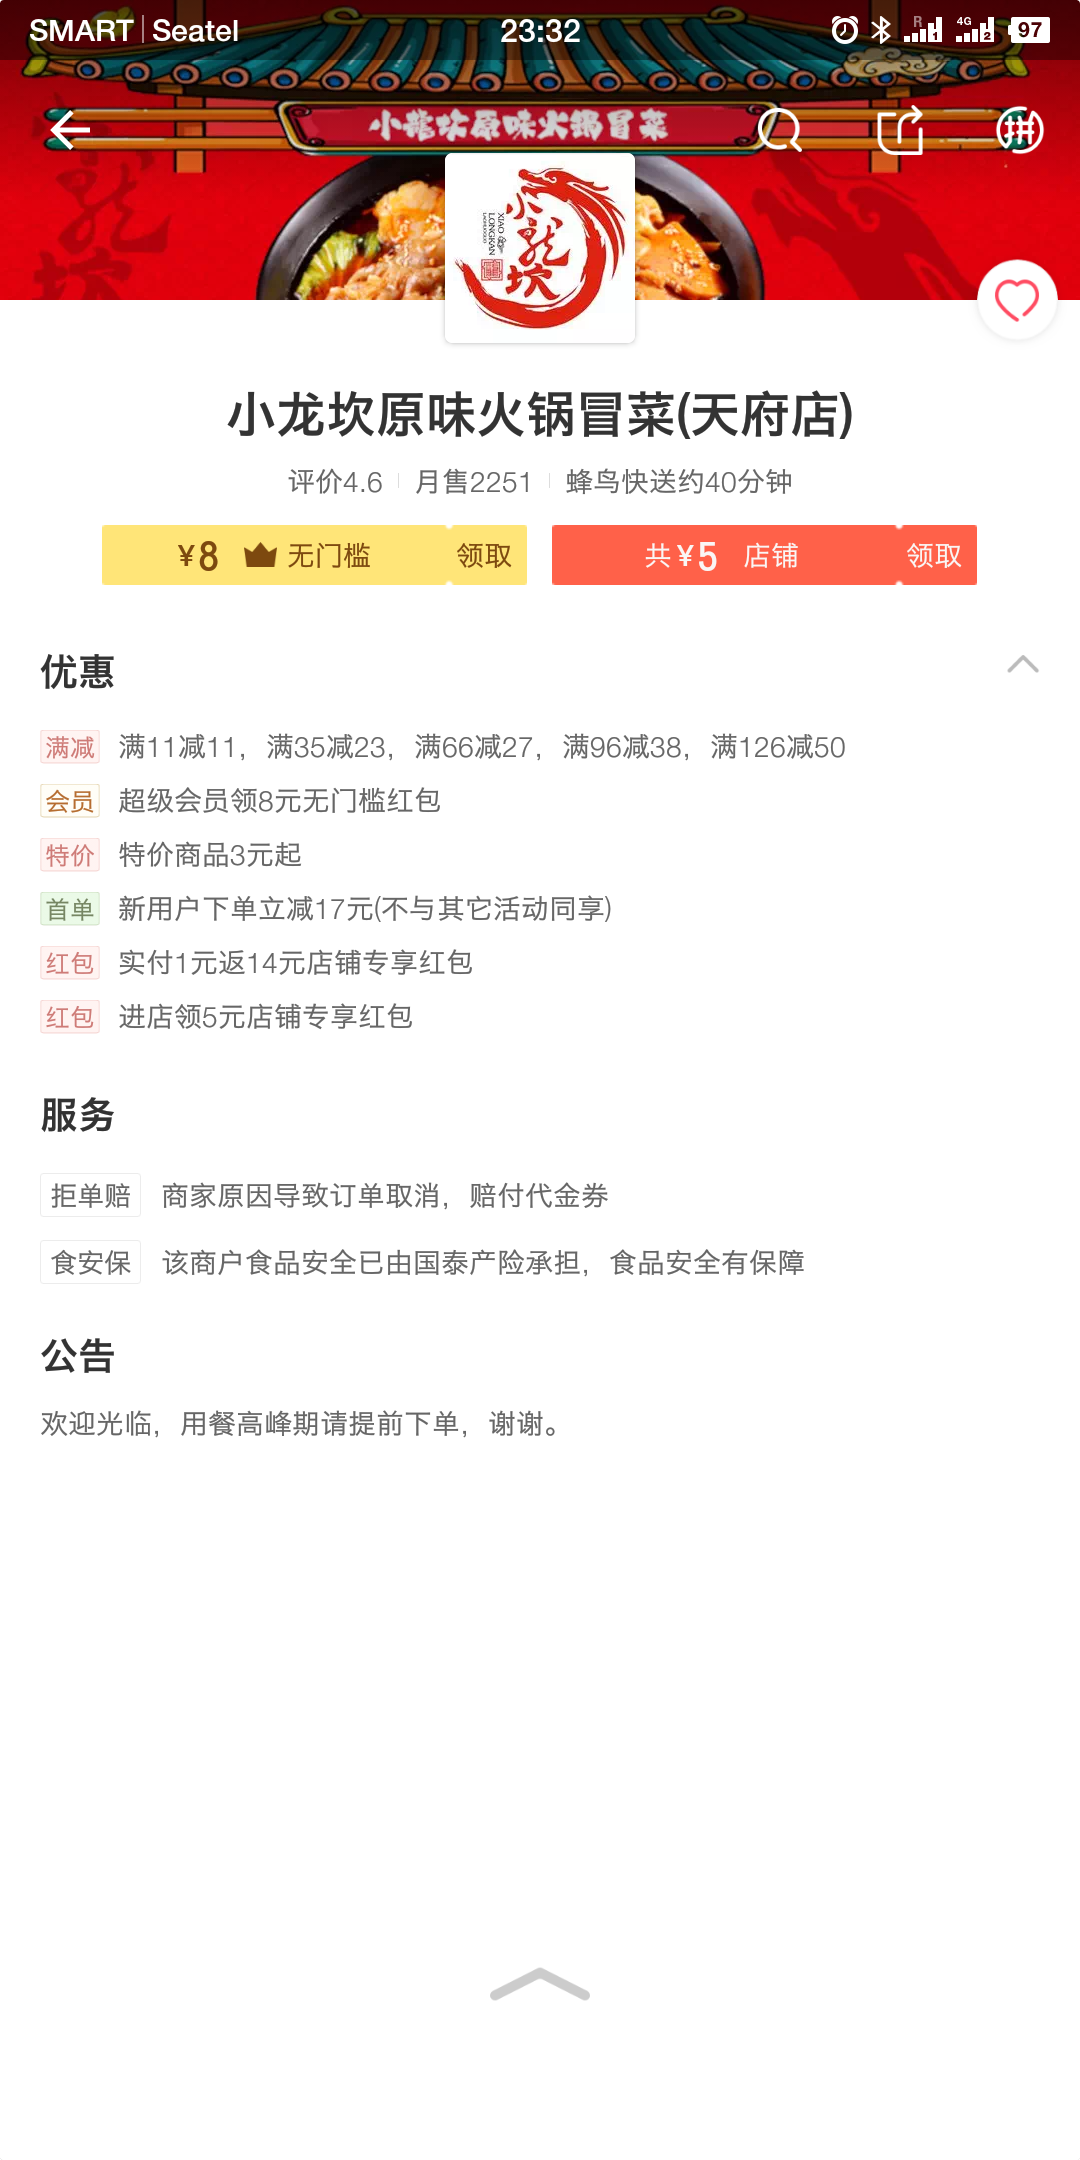 SMART Seatel 23:32 R 1 4G 2 97
小龍坎原味火锅冒菜
拼
小龍坎
XIAO LONGKAN
小龙坎原味火锅冒菜(天府店)
评价4.6 月售2251 蜂鸟快送约40分钟
¥8 无门槛 领取 共¥5 店铺 领取
优惠
满减 满11减11，满35减23，满66减27，满96减38，满126减50
会员 超级会员领8元无门槛红包
特价 特价商品3元起
首单 新用户下单立减17元(不与其它活动同享)
红包 实付1元返14元店铺专享红包
红包 进店领5元店铺专享红包
服务
拒单赔 商家原因导致订单取消，赔付代金券
食安保 该商户食品安全已由国泰产险承担，食品安全有保障
公告
欢迎光临，用餐高峰期请提前下单，谢谢。